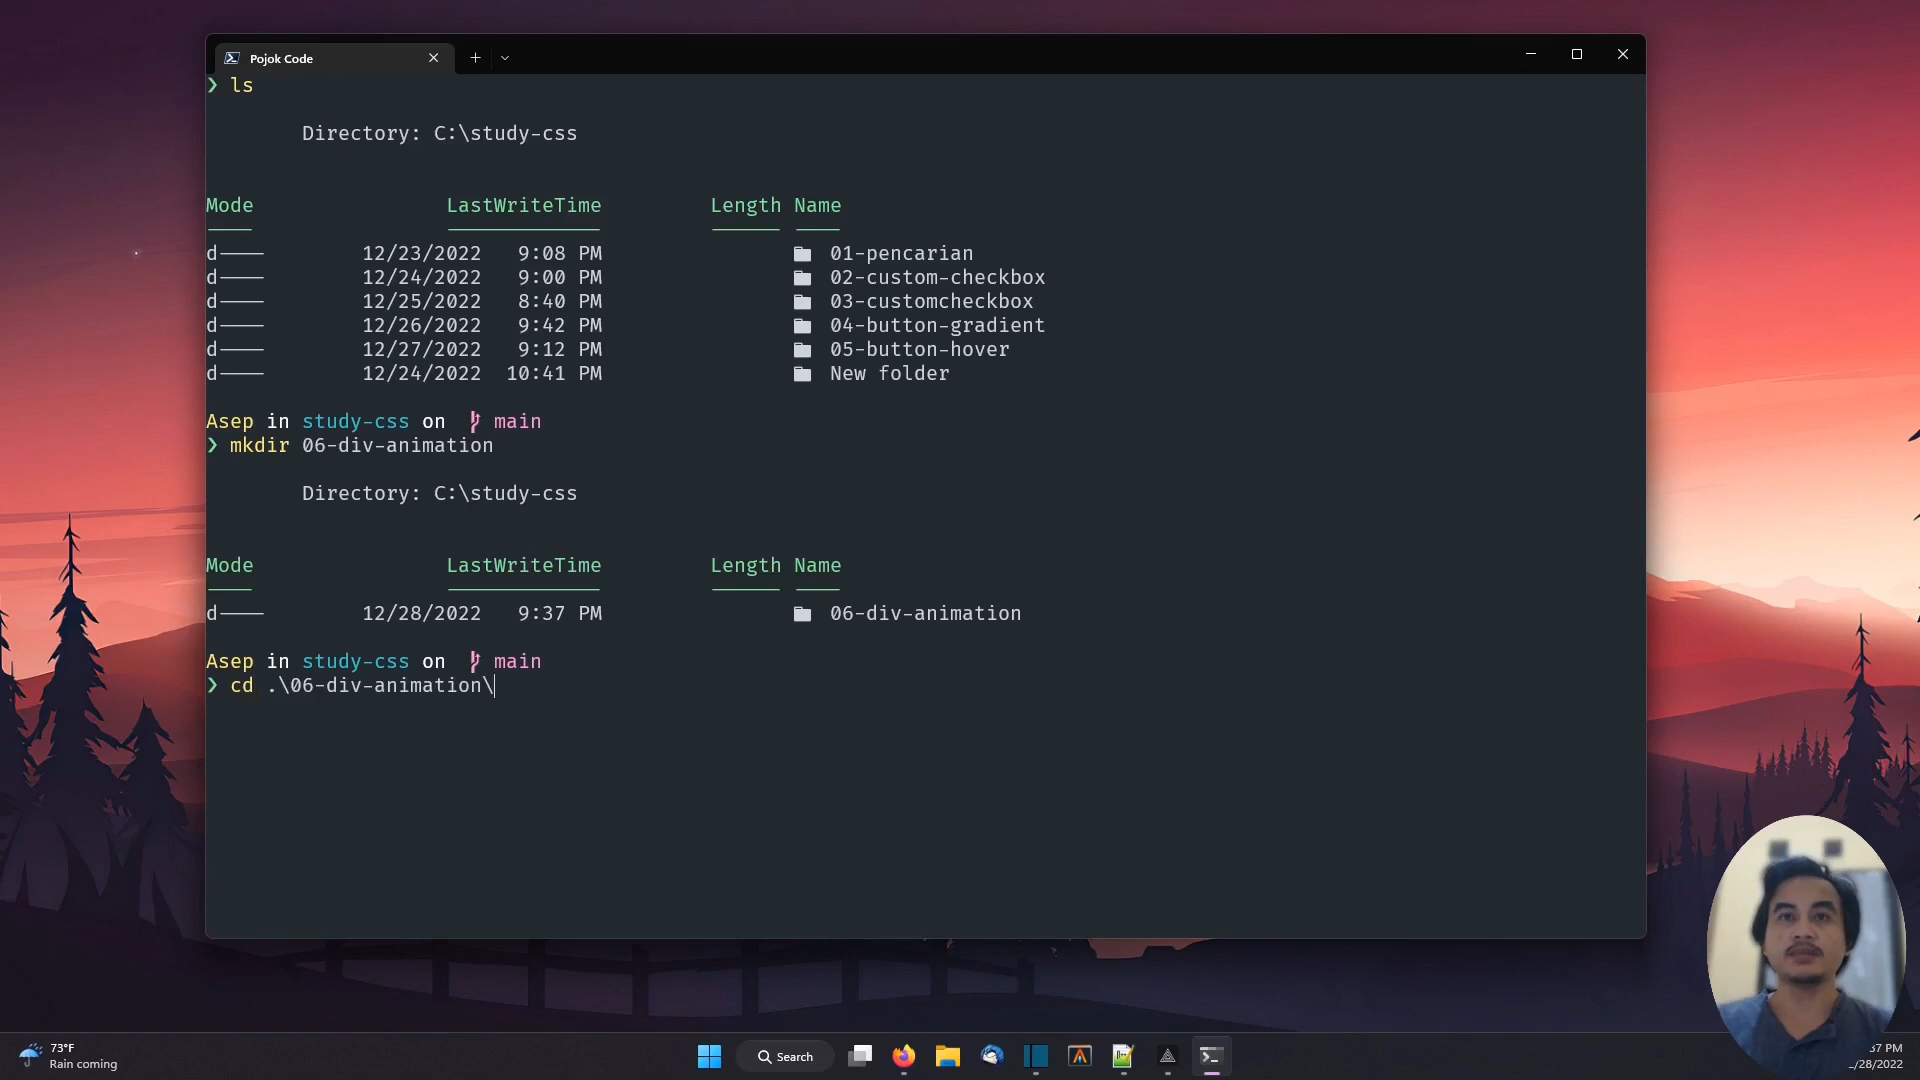 Pojok Code
❯ ls
Directory: C:\study-css
Mode LastWriteTime Length Name
d---- 12/23/2022 9:08 PM 01-pencarian
d---- 12/24/2022 9:00 PM 02-custom-checkbox
d---- 12/25/2022 8:40 PM 03-customcheckbox
d---- 12/26/2022 9:42 PM 04-button-gradient
d---- 12/27/2022 9:12 PM 05-button-hover
d---- 12/24/2022 10:41 PM New folder
Asep in study-css on main
❯ mkdir 06-div-animation
Directory: C:\study-css
Mode LastWriteTime Length Name
d---- 12/28/2022 9:37 PM 06-div-animation
Asep in study-css on main
❯ cd .\06-div-animation\
73°F
Rain coming
Search
37 PM
/28/2022